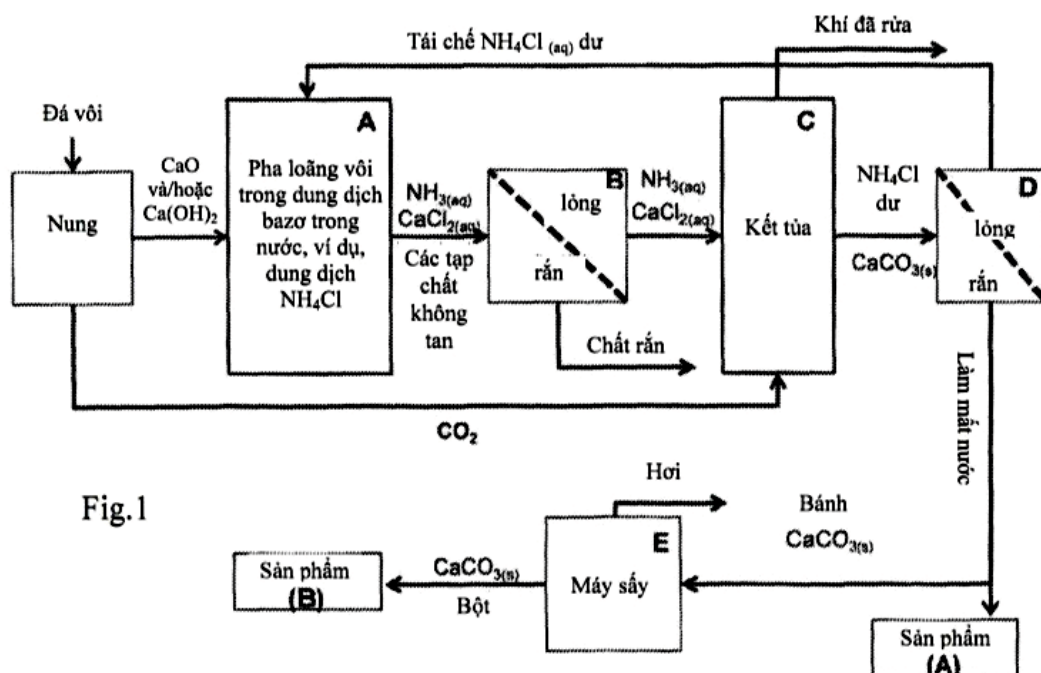 Khí đã rửa
Tái chế NH₄Cl (aq) dư
Đá vôi
Nung
CaO
và/hoặc
Ca(OH)₂
A
Pha loãng vôi
trong dung dịch
bazơ trong
nước, ví dụ,
dung dịch
NH₄Cl
NH₃(aq)
CaCl₂(aq)
Các tạp
chất
không
tan
B
lỏng
rắn
Chất rắn
NH₃(aq)
CaCl₂(aq)
C
Kết tủa
NH₄Cl
dư
CaCO₃(s)
D
lỏng
rắn
CO₂
Làm mất nước
Fig.1
Hơi
Bánh
CaCO₃(s)
E
Máy sấy
CaCO₃(s)
Bột
Sản phẩm
(B)
Sản phẩm
(A)